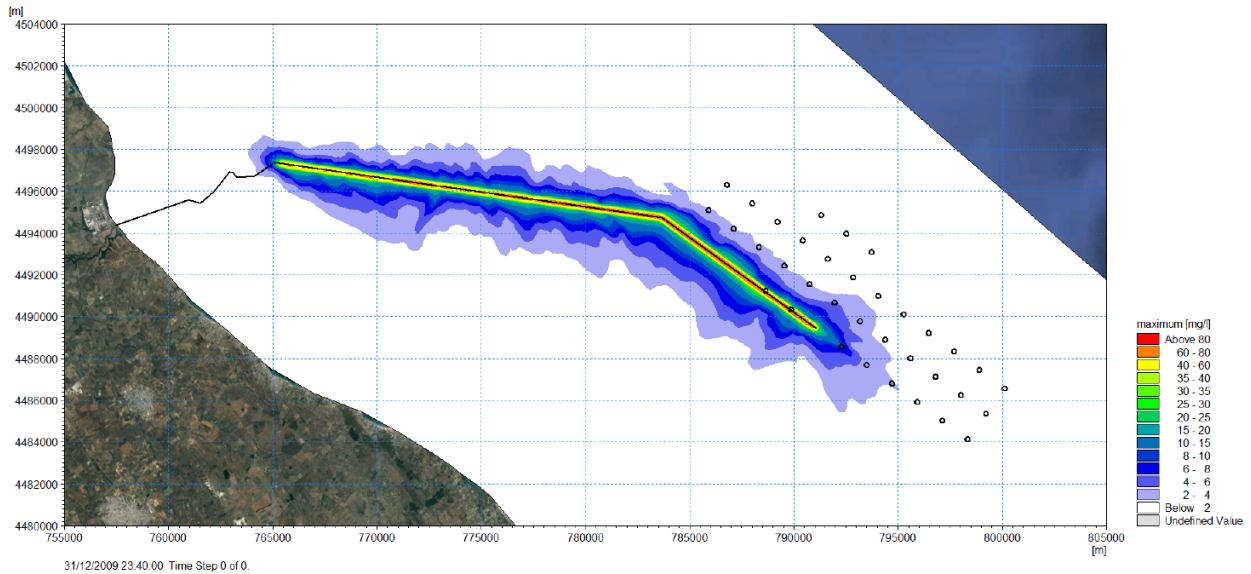 [m]
4504000
4502000
4500000
4498000
4496000
4494000
4492000
4490000
4488000
4486000
4484000
4482000
4480000
755000 760000 765000 770000 775000 780000 785000 790000 795000 800000 805000
[m]
31/12/2009 23:40:00 Time Step 0 of 0.
maximum [mg/l]
Above 80
60 - 80
40 - 60
35 - 40
30 - 35
25 - 30
20 - 25
15 - 20
10 - 15
8 - 10
6 - 8
4 - 6
2 - 4
Below 2
Undefined Value